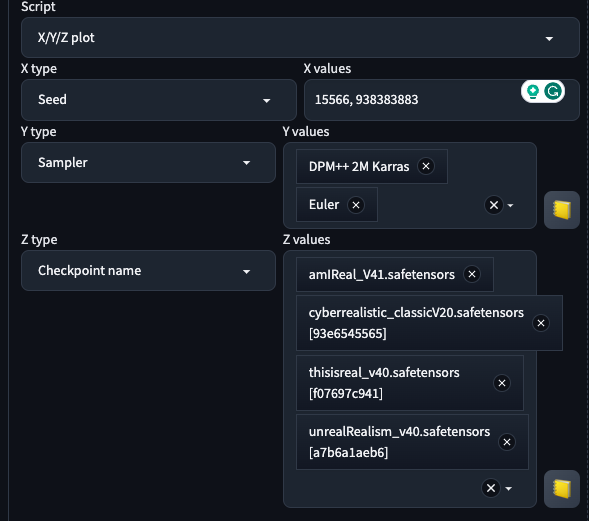 Script
X/Y/Z plot
X type
X values
Seed
15566, 938383883
Y type
Y values
Sampler
DPM++ 2M Karras
Euler
Z type
Z values
Checkpoint name
amIReal_V41.safetensors
cyberrealistic_classicV20.safetensors
[93e6545565]
thisisreal_v40.safetensors
[f07697c941]
unrealRealism_v40.safetensors
[a7b6a1aeb6]